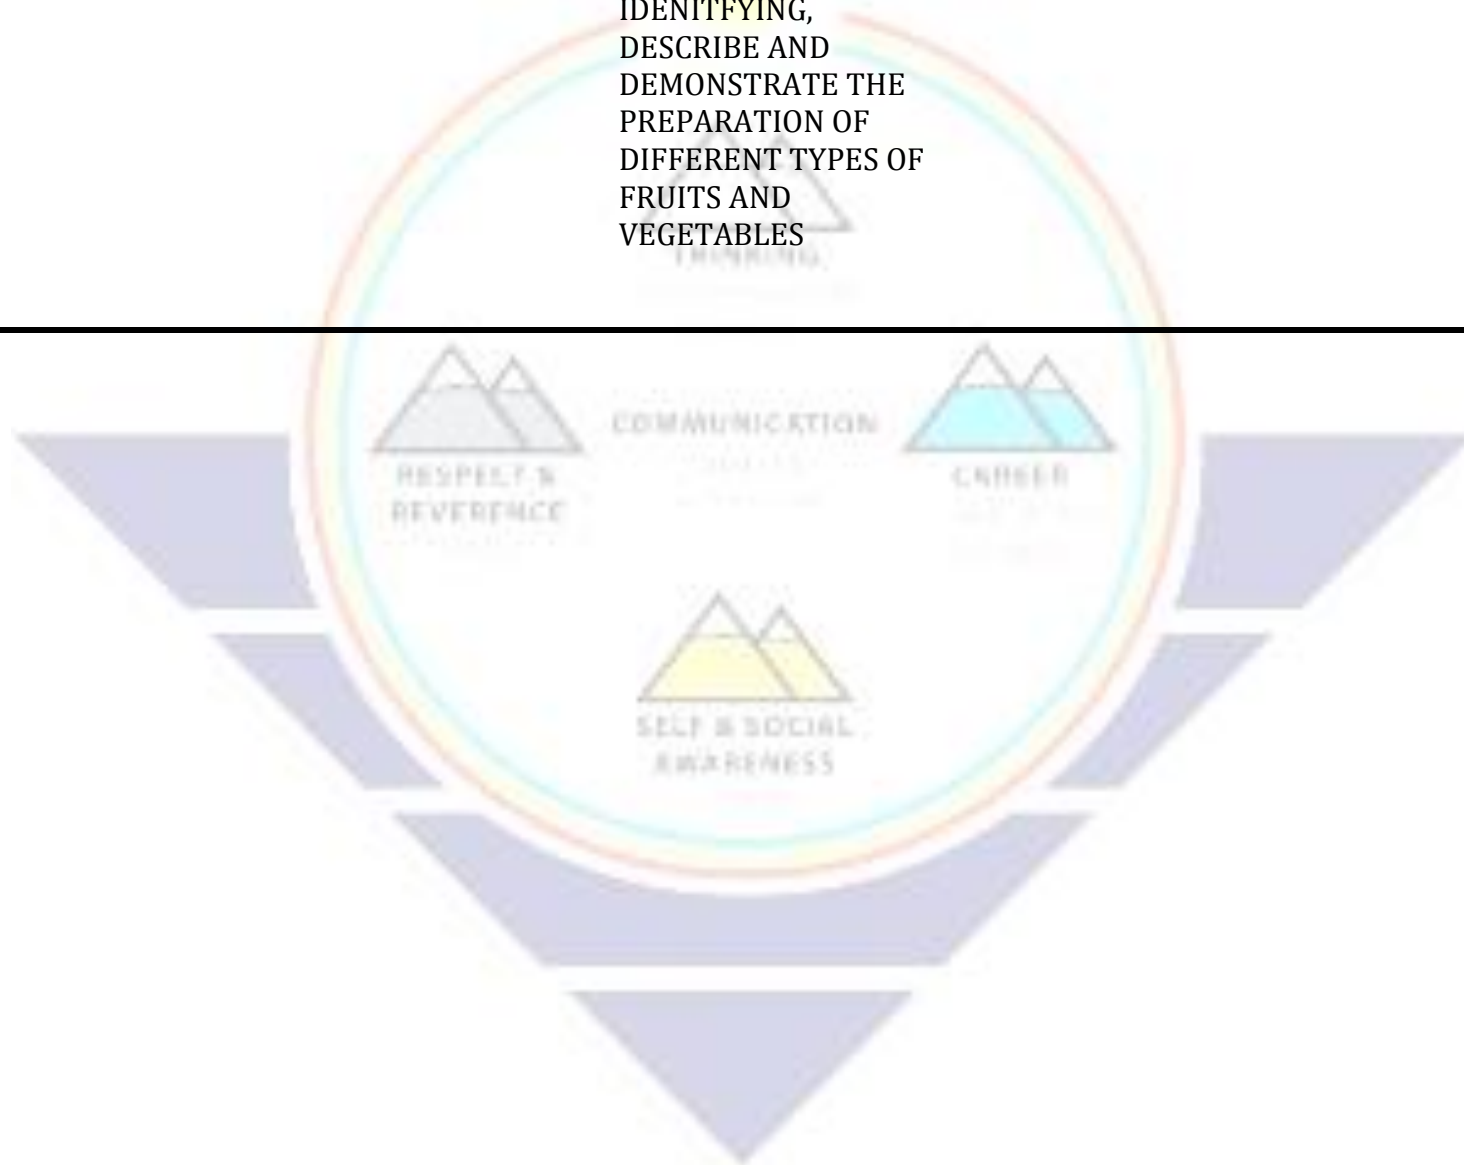 IDENITFYING,
DESCRIBE AND
DEMONSTRATE THE
PREPARATION OF
DIFFERENT TYPES OF
FRUITS AND
VEGETABLES
THINKING
COMMUNICATION
RESPECT &
REVERENCE
CAREER
SELF & SOCIAL
AWARENESS